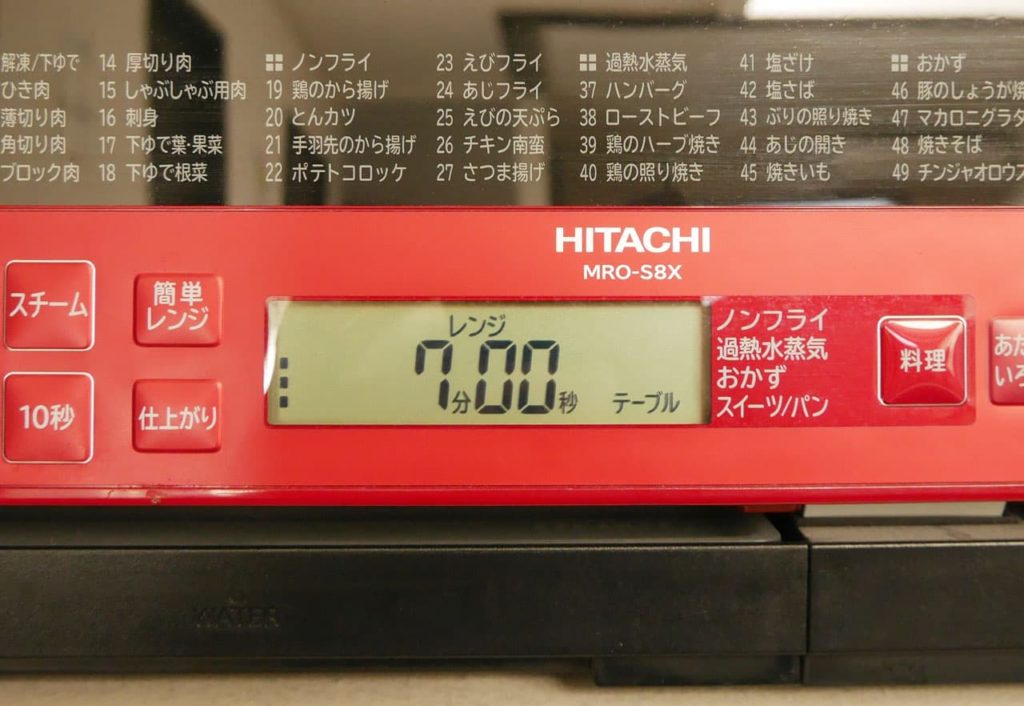 解凍/下ゆで
ひき肉
薄切り肉
角切り肉
ブロック肉
14 厚切り肉
15 しゃぶしゃぶ用肉
16 刺身
17 下ゆで葉・果菜
18 下ゆで根菜
ノンフライ
19 鶏のから揚げ
20 とんカツ
21 手羽先のから揚げ
22 ポテトコロッケ
23 えびフライ
24 あじフライ
25 えびの天ぷら
26 チキン南蛮
27 さつま揚げ
過熱水蒸気
37 ハンバーグ
38 ローストビーフ
39 鶏のハーブ焼き
40 鶏の照り焼き
41 塩ざけ
42 塩さば
43 ぶりの照り焼き
44 あじの開き
45 焼きいも
おかず
46 豚のしょうが焼
47 マカロニグラタ
48 焼きそば
49 チンジャオロウス
HITACHI
MRO-S8X
スチーム
簡単
レンジ
10秒
仕上がり
レンジ
7分00秒
テーブル
ノンフライ
過熱水蒸気
おかず
スイーツ/パン
料理
あた
いろ
WATER